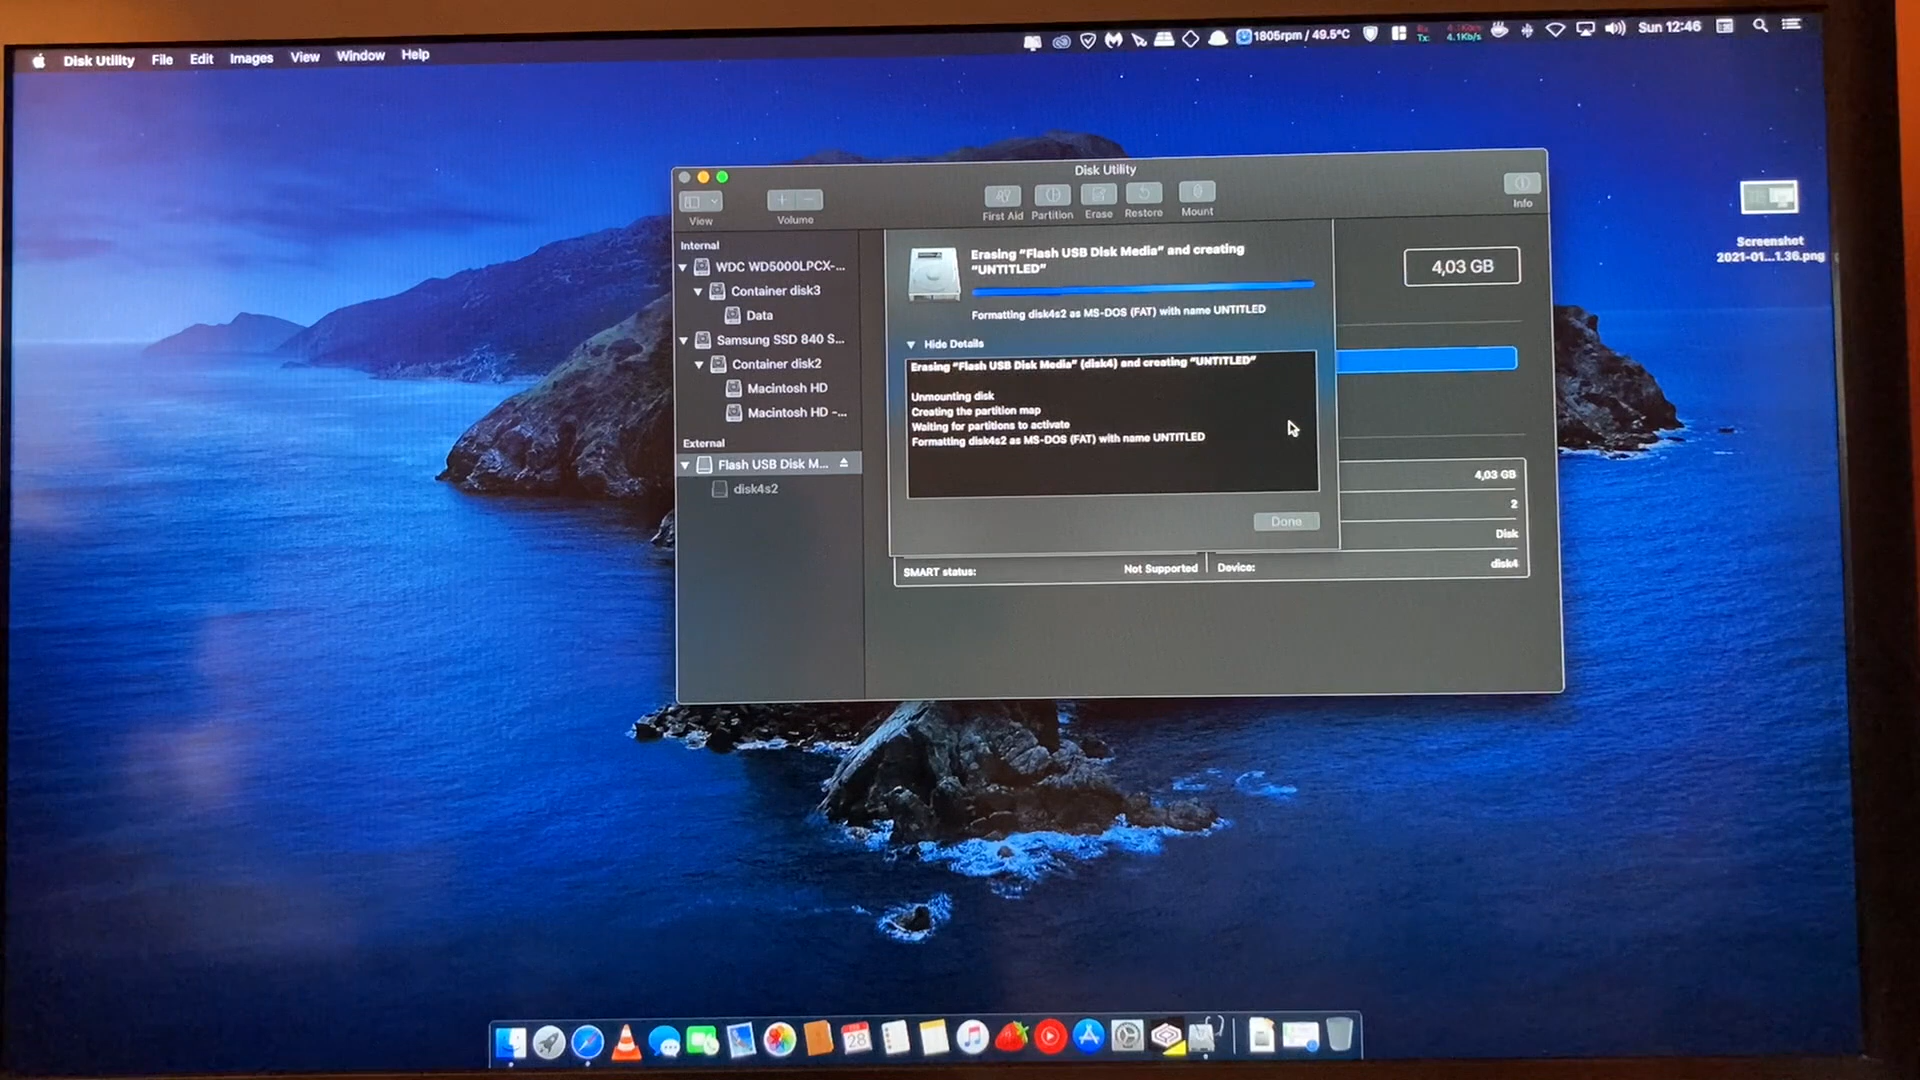 Disk Utility File Edit Images View Window Help
1805rpm / 49.5°C
Tx: 4.1Kb/s
Sun 12:46
Disk Utility
View
Volume
First Aid Partition Erase Restore Mount
Info
Internal
WDC WD5000LPCX-...
Container disk3
Data
Samsung SSD 840 S...
Container disk2
Macintosh HD
Macintosh HD -...
External
Flash USB Disk M...
disk4s2
Erasing “Flash USB Disk Media” and creating
“UNTITLED”
Formatting disk4s2 as MS-DOS (FAT) with name UNTITLED
Hide Details
Erasing “Flash USB Disk Media” (disk4) and creating “UNTITLED”
Unmounting disk
Creating the partition map
Waiting for partitions to activate
Formatting disk4s2 as MS-DOS (FAT) with name UNTITLED
Done
4,03 GB
4,03 GB
2
Disk
SMART status: Not Supported
Device: disk4
Screenshot
2021-01...1.36.png
28